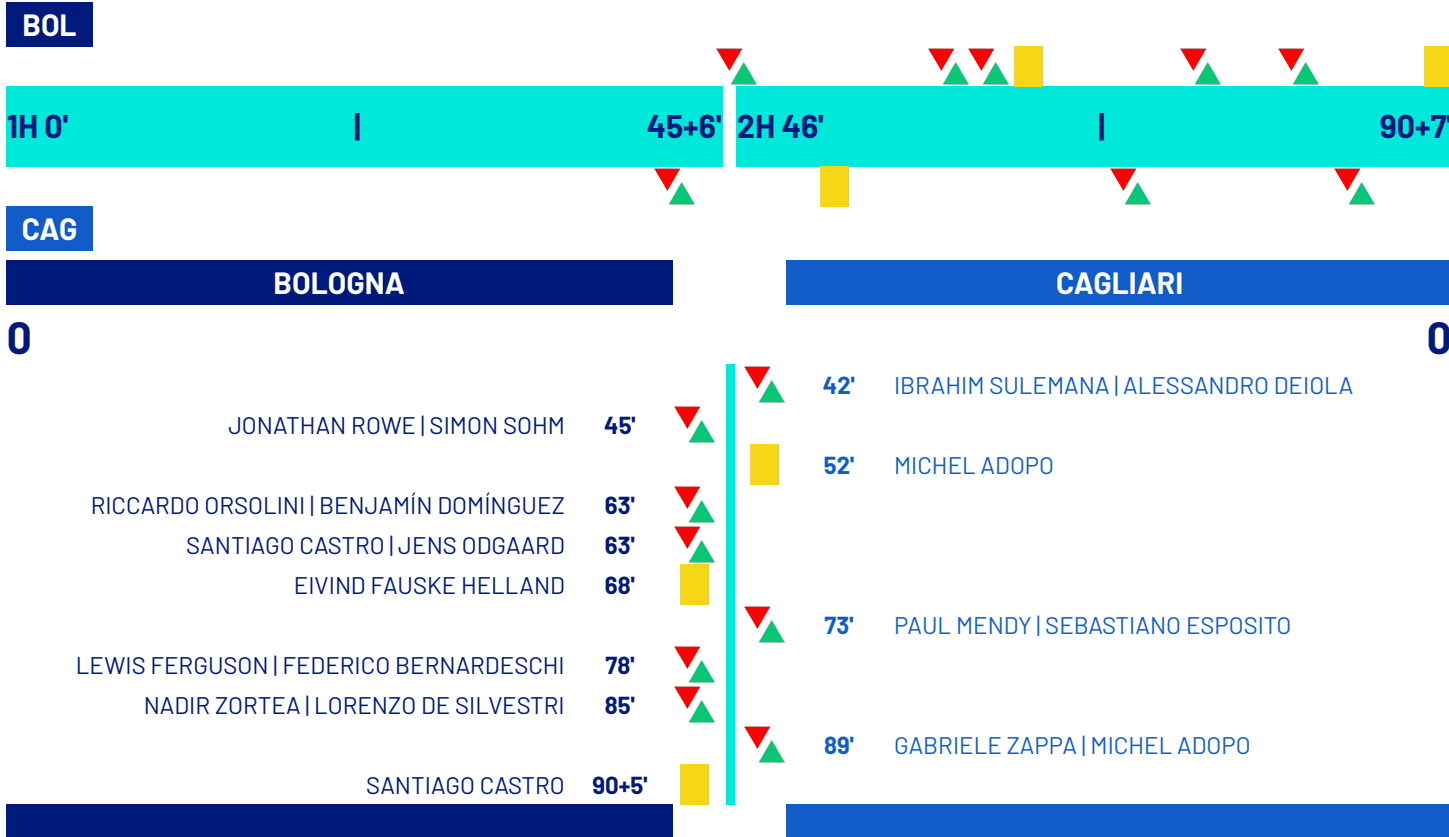 BOL
1H 0' | 45+6' 2H 46' | 90+7'
CAG
BOLOGNA CAGLIARI
0 0
42' IBRAHIM SULEMANA | ALESSANDRO DEIOLA
JONATHAN ROWE | SIMON SOHM 45'
52' MICHEL ADOPO
RICCARDO ORSOLINI | BENJAMÍN DOMÍNGUEZ 63'
SANTIAGO CASTRO | JENS ODGAARD 63'
EIVIND FAUSKE HELLAND 68'
73' PAUL MENDY | SEBASTIANO ESPOSITO
LEWIS FERGUSON | FEDERICO BERNARDESCHI 78'
NADIR ZORTEA | LORENZO DE SILVESTRI 85'
89' GABRIELE ZAPPA | MICHEL ADOPO
SANTIAGO CASTRO 90+5'